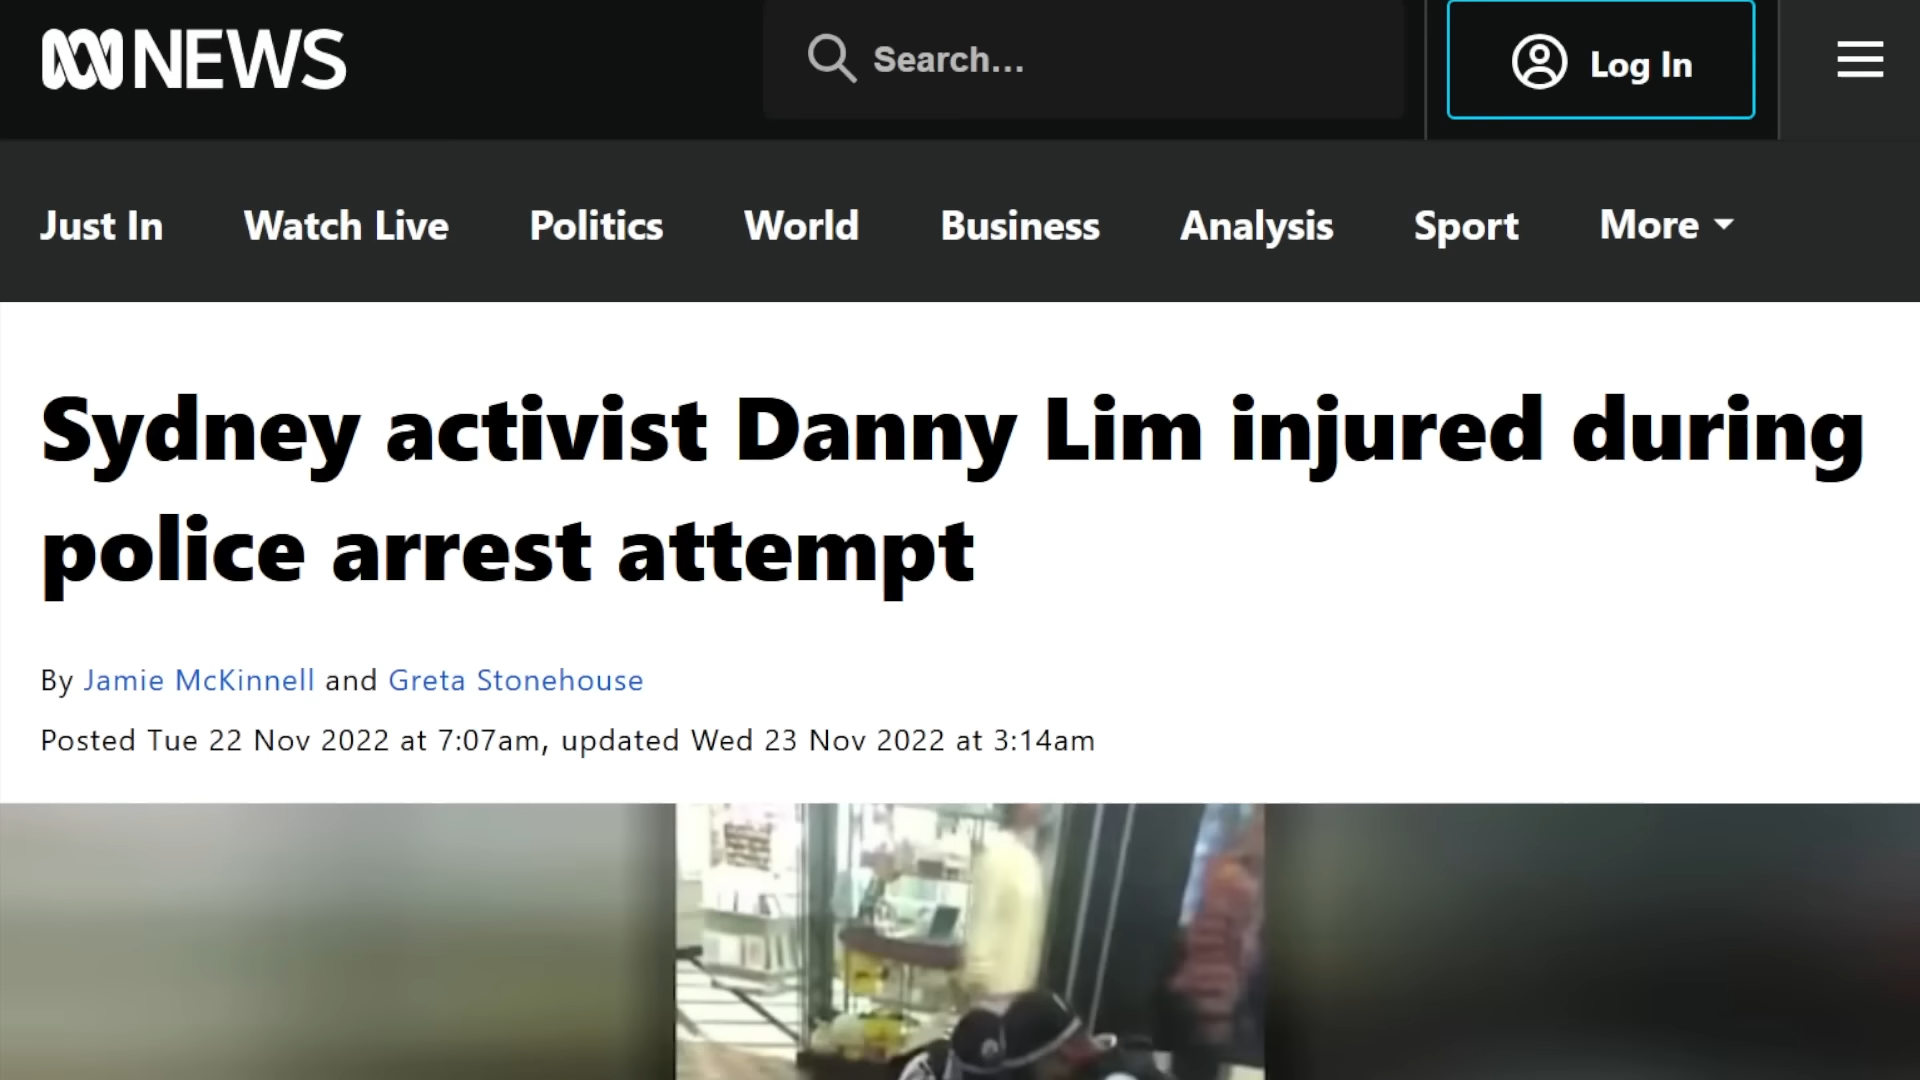 NEWS
Search...
Log In
Just In
Watch Live
Politics
World
Business
Analysis
Sport
More
Sydney activist Danny Lim injured during
police arrest attempt
By Jamie McKinnell and Greta Stonehouse
Posted Tue 22 Nov 2022 at 7:07am, updated Wed 23 Nov 2022 at 3:14am